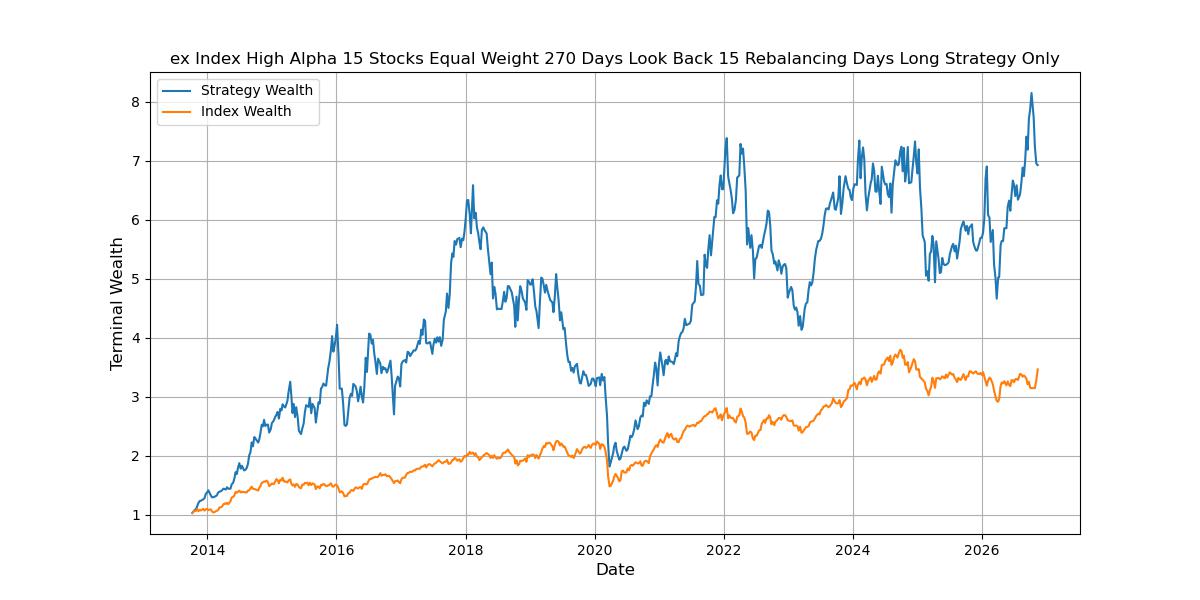 ex Index High Alpha 15 Stocks Equal Weight 270 Days Look Back 15 Rebalancing Days Long Strategy Only
Strategy Wealth
Index Wealth
8
7
6
5
4
3
2
1
Terminal Wealth
2014 2016 2018 2020 2022 2024 2026
Date